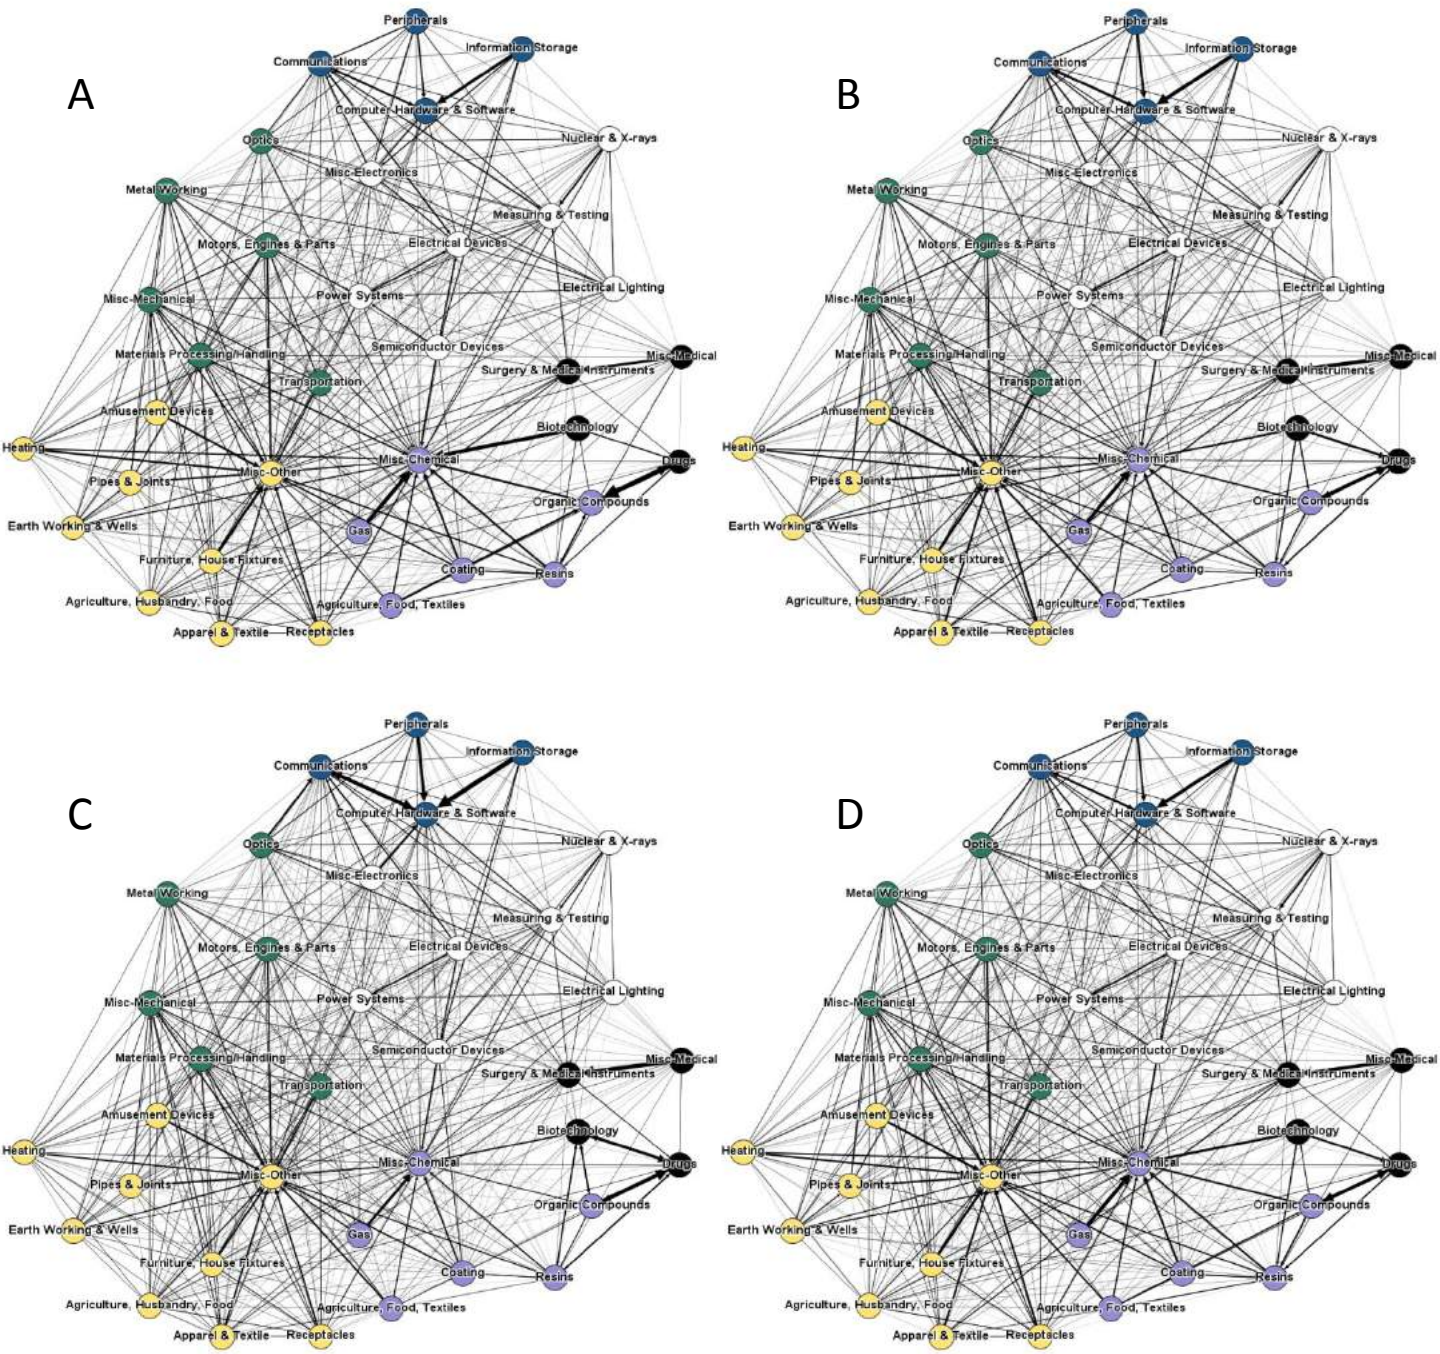 A
Peripherals
Information Storage
Communications
Computer Hardware & Software
Optics
Nuclear & X-rays
Misc-Electronics
Metal Working
Measuring & Testing
Motors, Engines & Parts
Electrical Devices
Electrical Lighting
Power Systems
Misc-Mechanical
Semiconductor Devices
Materials Processing/Handling
Misc-Medical
Surgery & Medical Instruments
Transportation
Amusement Devices
Biotechnology
Heating
Misc-Chemical
Drugs
Misc-Other
Pipes & Joints
Organic Compounds
Earth Working & Wells
Gas
Furniture, House Fixtures
Coating
Resins
Agriculture, Husbandry, Food
Agriculture, Food, Textiles
Apparel & Textile
Receptacles
B
Peripherals
Information Storage
Communications
Computer Hardware & Software
Optics
Nuclear & X-rays
Misc-Electronics
Metal Working
Measuring & Testing
Motors, Engines & Parts
Electrical Devices
Electrical Lighting
Power Systems
Misc-Mechanical
Semiconductor Devices
Materials Processing/Handling
Misc-Medical
Surgery & Medical Instruments
Transportation
Amusement Devices
Biotechnology
Heating
Misc-Chemical
Drugs
Misc-Other
Pipes & Joints
Organic Compounds
Earth Working & Wells
Gas
Furniture, House Fixtures
Coating
Resins
Agriculture, Husbandry, Food
Agriculture, Food, Textiles
Apparel & Textile
Receptacles
C
Peripherals
Information Storage
Communications
Computer Hardware & Software
Optics
Nuclear & X-rays
Misc-Electronics
Metal Working
Measuring & Testing
Motors, Engines & Parts
Electrical Devices
Electrical Lighting
Power Systems
Misc-Mechanical
Semiconductor Devices
Materials Processing/Handling
Misc-Medical
Surgery & Medical Instruments
Transportation
Amusement Devices
Biotechnology
Heating
Misc-Chemical
Drugs
Misc-Other
Pipes & Joints
Organic Compounds
Earth Working & Wells
Gas
Furniture, House Fixtures
Coating
Resins
Agriculture, Husbandry, Food
Agriculture, Food, Textiles
Apparel & Textile
Receptacles
D
Peripherals
Information Storage
Communications
Computer Hardware & Software
Optics
Nuclear & X-rays
Misc-Electronics
Metal Working
Measuring & Testing
Motors, Engines & Parts
Electrical Devices
Electrical Lighting
Power Systems
Misc-Mechanical
Semiconductor Devices
Materials Processing/Handling
Misc-Medical
Surgery & Medical Instruments
Transportation
Amusement Devices
Biotechnology
Heating
Misc-Chemical
Drugs
Misc-Other
Pipes & Joints
Organic Compounds
Earth Working & Wells
Gas
Furniture, House Fixtures
Coating
Resins
Agriculture, Husbandry, Food
Agriculture, Food, Textiles
Apparel & Textile
Receptacles